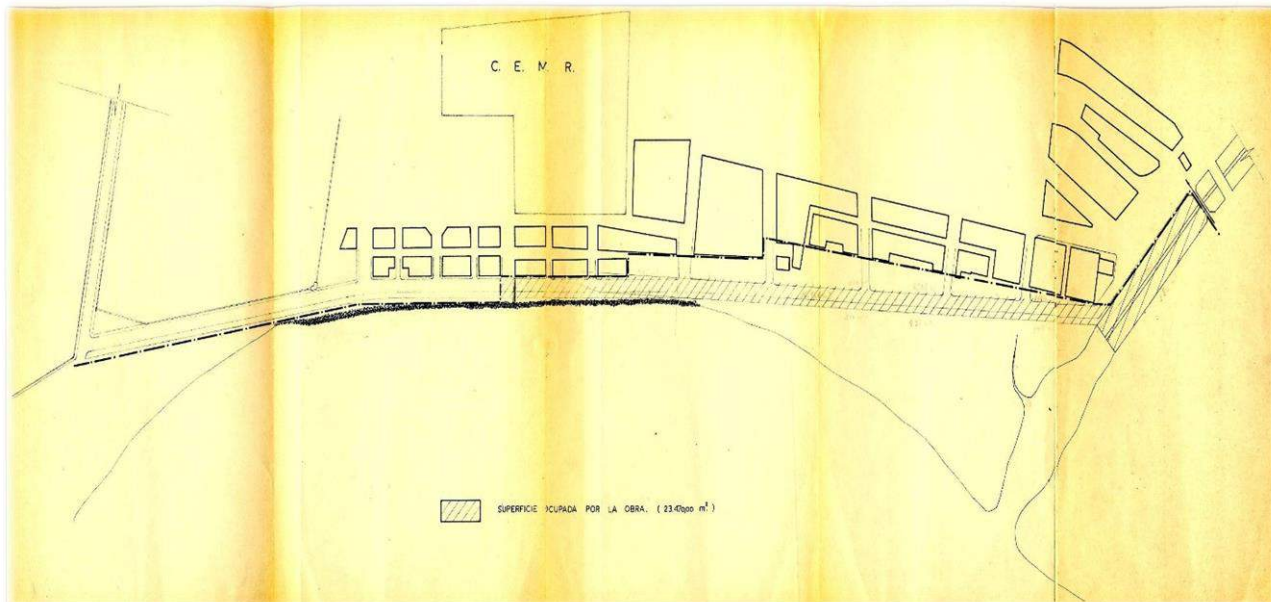 C. E. M. R.
SUPERFICIE OCUPADA POR LA OBRA. ( 23.470,00 m² )